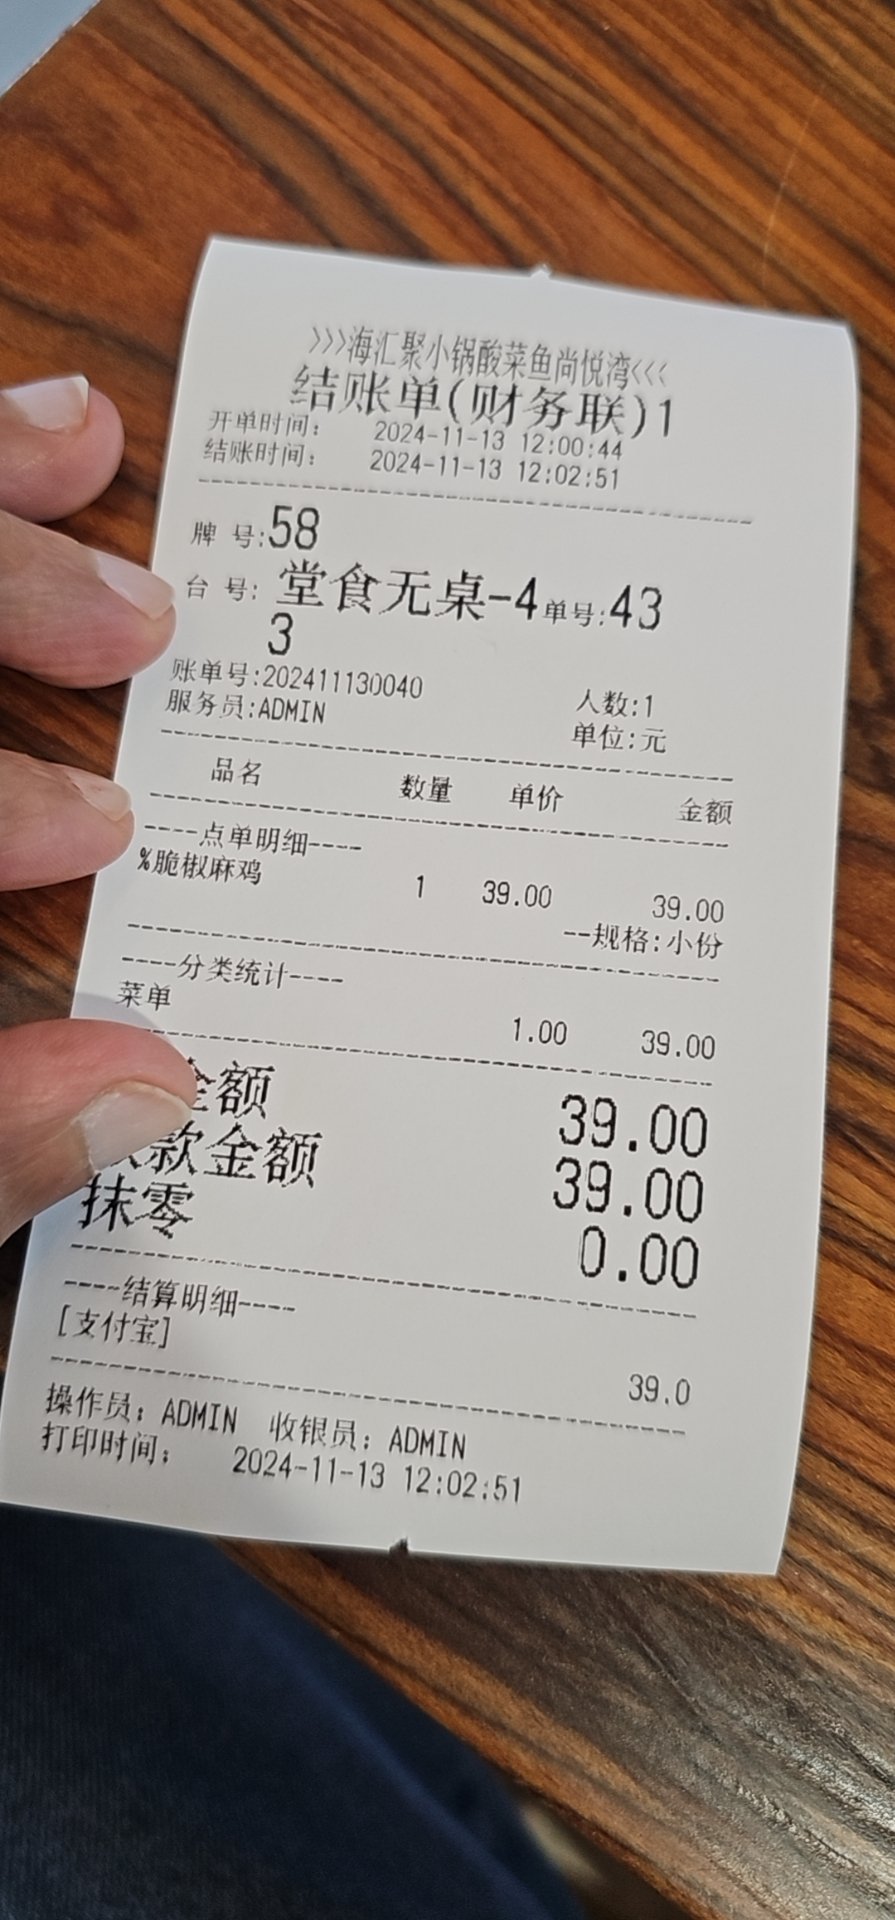 >>>海汇聚小锅酸菜鱼尚悦湾<<<
结账单(财务联)1
开单时间: 2024-11-13 12:00:44
结账时间: 2024-11-13 12:02:51
牌 号:58
台 号: 堂食无桌-4 单号:43
3
账单号:202411130040 人数:1
服务员:ADMIN 单位:元
品名 数量 单价 金额
----点单明细----
%脆椒麻鸡 1 39.00 39.00
--规格:小份
----分类统计----
菜单 1.00 39.00
金额 39.00
款金额 39.00
抹零 0.00
----结算明细----
[支付宝] 39.0
操作员: ADMIN 收银员: ADMIN
打印时间: 2024-11-13 12:02:51